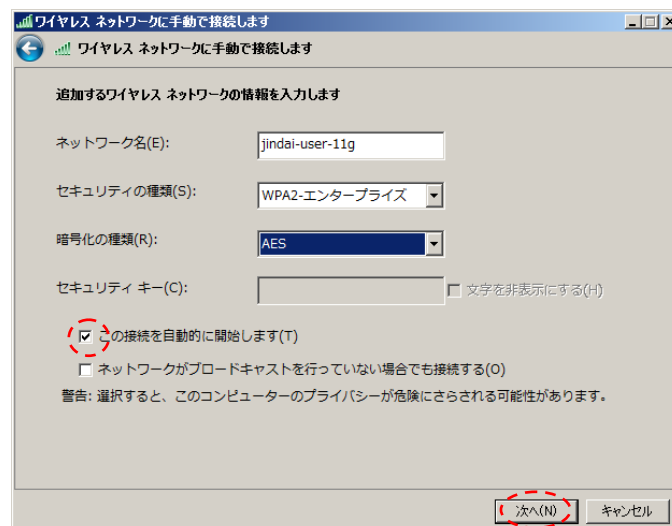 ワイヤレス ネットワークに手動で接続します
ワイヤレス ネットワークに手動で接続します
追加するワイヤレス ネットワークの情報を入力します
ネットワーク名(E): jindai-user-11g
セキュリティの種類(S): WPA2-エンタープライズ
暗号化の種類(R): AES
セキュリティ キー(C): 文字を非表示にする(H)
この接続を自動的に開始します(T)
ネットワークがブロードキャストを行っていない場合でも接続する(O)
警告: 選択すると、このコンピューターのプライバシーが危険にさらされる可能性があります。
次へ(N) キャンセル